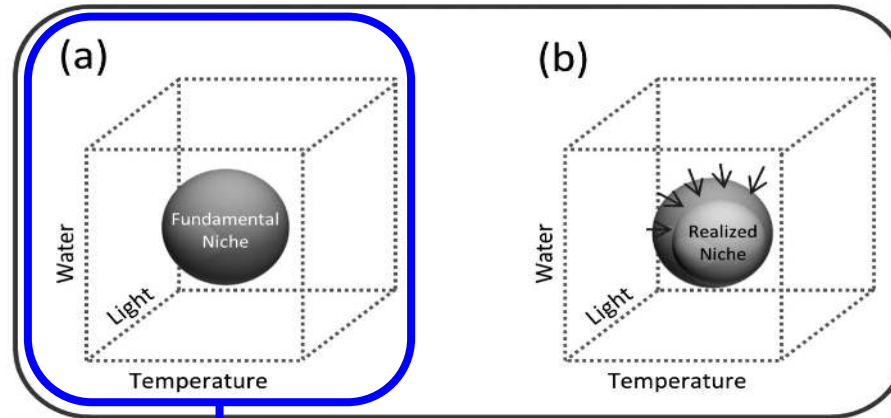 (a)
Fundamental
Niche
Water
Light
Temperature
(b)
Realized
Niche
Water
Light
Temperature